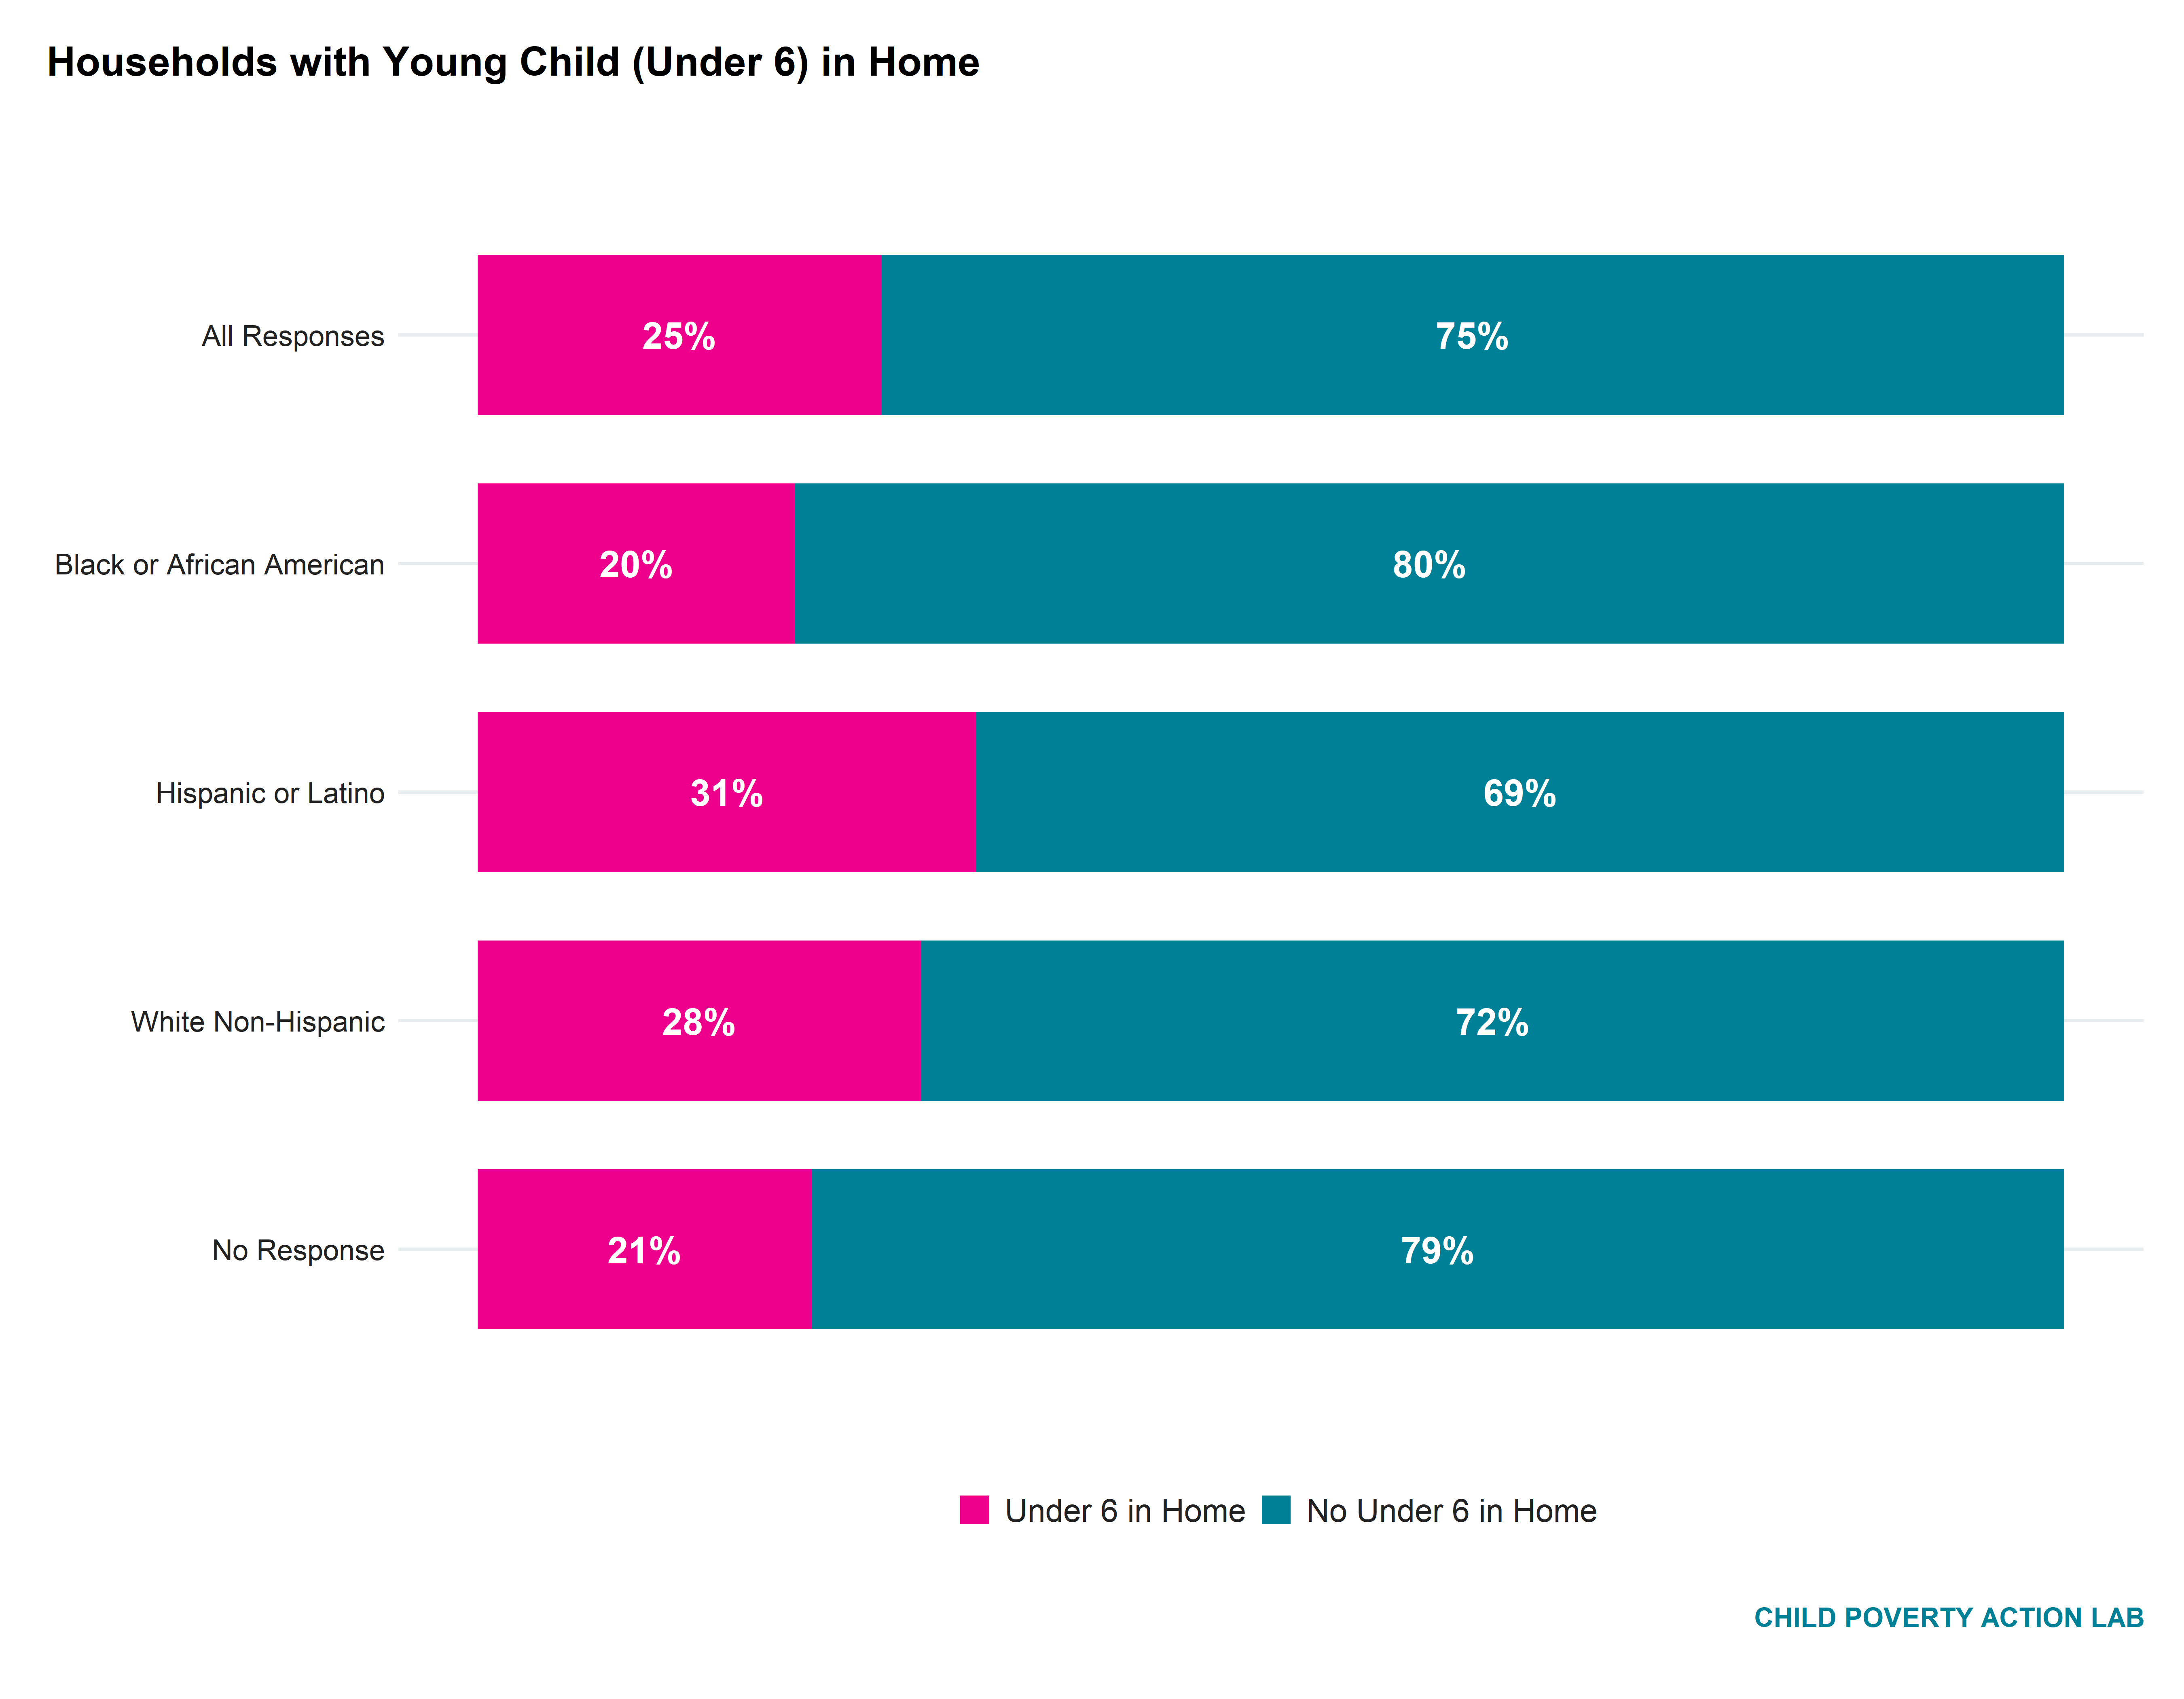 Households with Young Child (Under 6) in Home
All Responses 25% 75%
Black or African American 20% 80%
Hispanic or Latino 31% 69%
White Non-Hispanic 28% 72%
No Response 21% 79%
Under 6 in Home No Under 6 in Home
CHILD POVERTY ACTION LAB